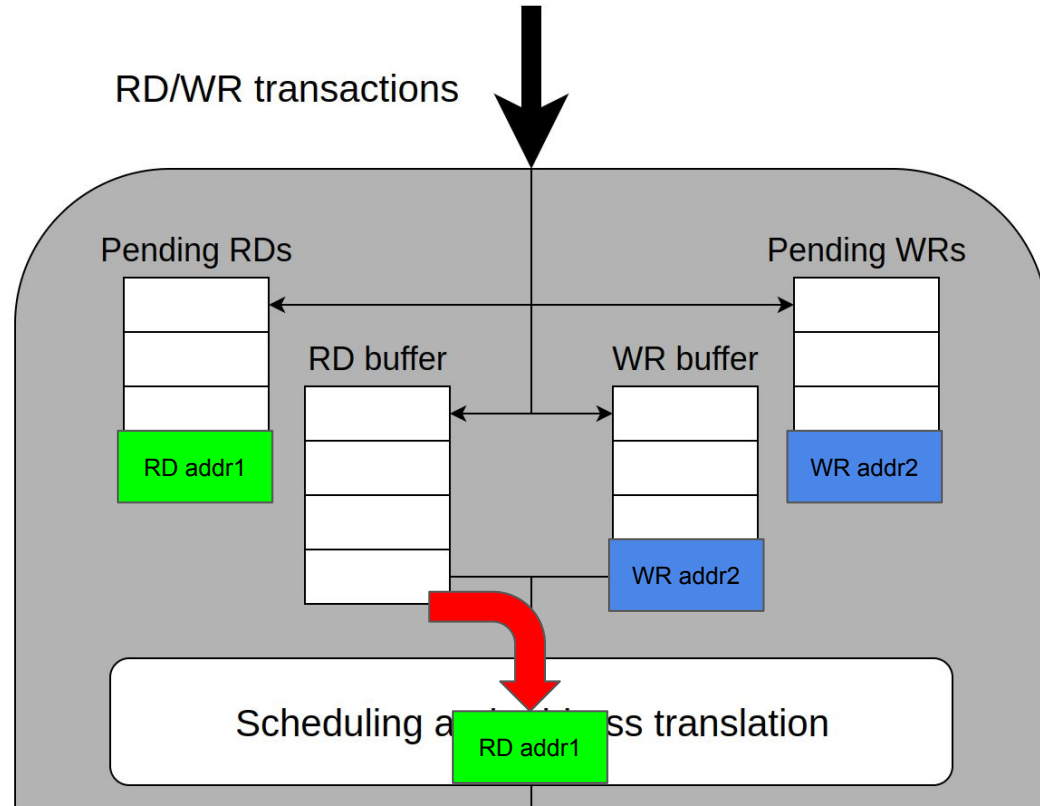 RD/WR transactions
Pending RDs
Pending WRs
RD buffer
WR buffer
RD addr1
WR addr2
WR addr2
Scheduling a ss translation
RD addr1